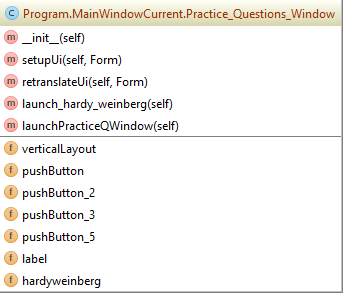 C Program.MainWindowCurrent.Practice_Questions_Window
m __init__(self)
m setupUi(self, Form)
m retranslateUi(self, Form)
m launch_hardy_weinberg(self)
m launchPracticeQWindow(self)
f verticalLayout
f pushButton
f pushButton_2
f pushButton_3
f pushButton_5
f label
f hardyweinberg